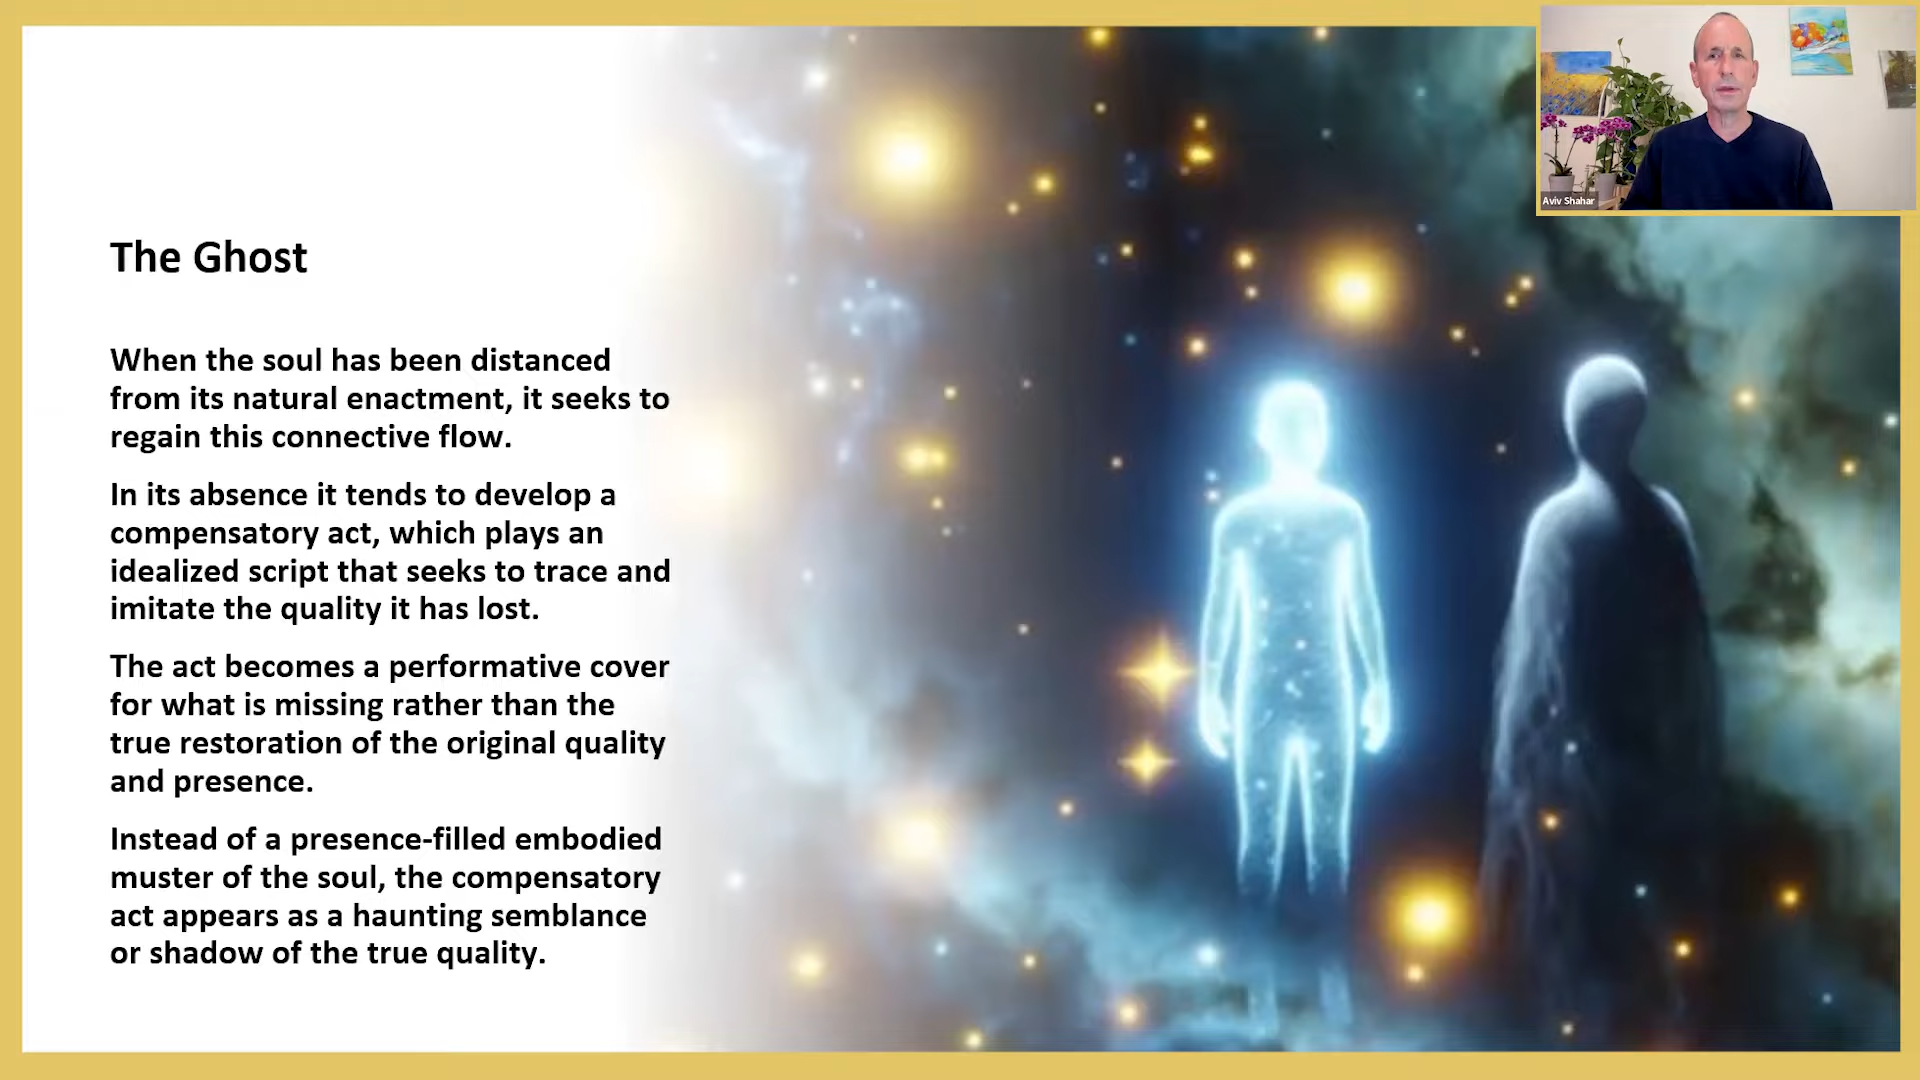 The Ghost
When the soul has been distanced
from its natural enactment, it seeks to
regain this connective flow.
In its absence it tends to develop a
compensatory act, which plays an
idealized script that seeks to trace and
imitate the quality it has lost.
The act becomes a performative cover
for what is missing rather than the
true restoration of the original quality
and presence.
Instead of a presence-filled embodied
muster of the soul, the compensatory
act appears as a haunting semblance
or shadow of the true quality.
Aviv Shahar